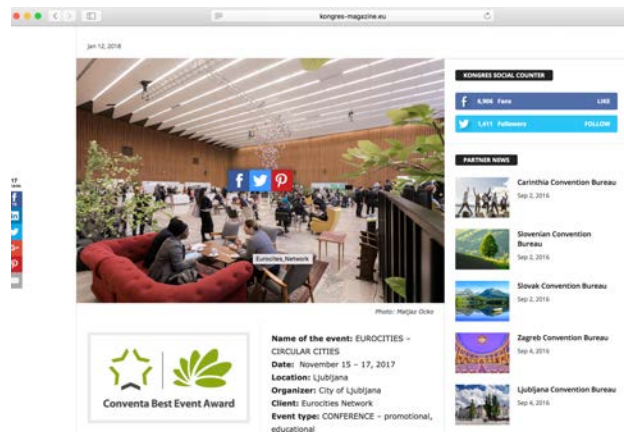 kongres-magazine.eu
Jan 12, 2018
Eurocities_Network
Photo: Matjaz Ocko
Conventa Best Event Award
Name of the event: EUROCITIES –
CIRCULAR CITIES
Date: November 15 – 17, 2017
Location: Ljubljana
Organizer: City of Ljubljana
Client: Eurocities Network
Event type: CONFERENCE – promotional,
educational
KONGRES SOCIAL COUNTER
6,906 Fans LIKE
1,411 Followers FOLLOW
PARTNER NEWS
Carinthia Convention Bureau
Sep 2, 2016
Slovenian Convention
Bureau
Sep 2, 2016
Slovak Convention Bureau
Sep 2, 2016
Zagreb Convention Bureau
Sep 4, 2016
Ljubljana Convention Bureau
Sep 4, 2016